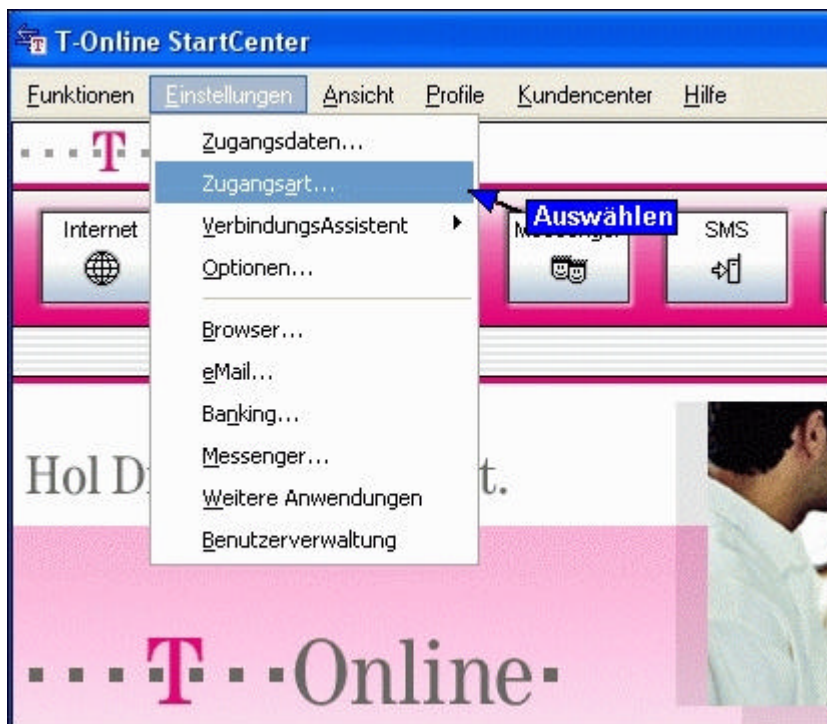 T-Online StartCenter
Funktionen Einstellungen Ansicht Profile Kundencenter Hilfe
T
Zugangsdaten...
Zugangsart...
Auswählen
Internet
VerbindungsAssistent
SMS
Optionen...
Browser...
eMail...
Banking...
Messenger...
Hol t.
Weitere Anwendungen
Benutzerverwaltung
T Online